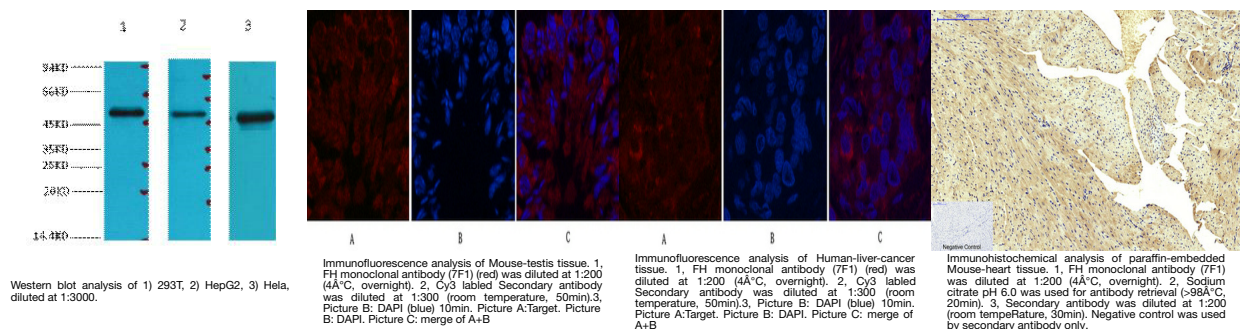 1 2 3
94KD
66KD
45KD
35KD
25KD
20KD
14.4KD
Western blot analysis of 1) 293T, 2) HepG2, 3) Hela,
diluted at 1:3000.
A B C
Immunofluorescence analysis of Mouse-testis tissue. 1,
FH monoclonal antibody (7F1) (red) was diluted at 1:200
(4Â°C, overnight). 2, Cy3 labled Secondary antibody
was diluted at 1:300 (room temperature, 50min).3,
Picture B: DAPI (blue) 10min. Picture A:Target. Picture
B: DAPI. Picture C: merge of A+B
A B C
Immunofluorescence analysis of Human-liver-cancer
tissue. 1, FH monoclonal antibody (7F1) (red) was
diluted at 1:200 (4Â°C, overnight). 2, Cy3 labled
Secondary antibody was diluted at 1:300 (room
temperature, 50min).3, Picture B: DAPI (blue) 10min.
Picture A:Target. Picture B: DAPI. Picture C: merge of
A+B
Negative Control
Immunohistochemical analysis of paraffin-embedded
Mouse-heart tissue. 1, FH monoclonal antibody (7F1)
was diluted at 1:200 (4Â°C, overnight). 2, Sodium
citrate pH 6.0 was used for antibody retrieval (>98Â°C,
20min). 3, Secondary antibody was diluted at 1:200
(room tempeRature, 30min). Negative control was used
by secondary antibody only.